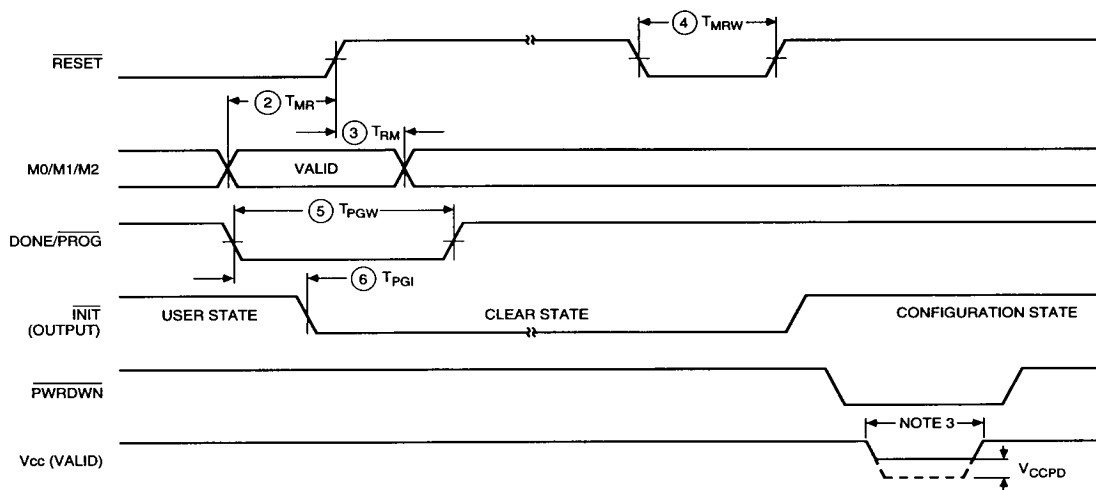 ④ TMRW
RESET
② TMR
③ TRM
M0/M1/M2 VALID
⑤ TPGW
DONE/PROG
⑥ TPGI
INIT
(OUTPUT)
USER STATE CLEAR STATE CONFIGURATION STATE
PWRDWN
NOTE 3
Vcc (VALID)
VCCPD